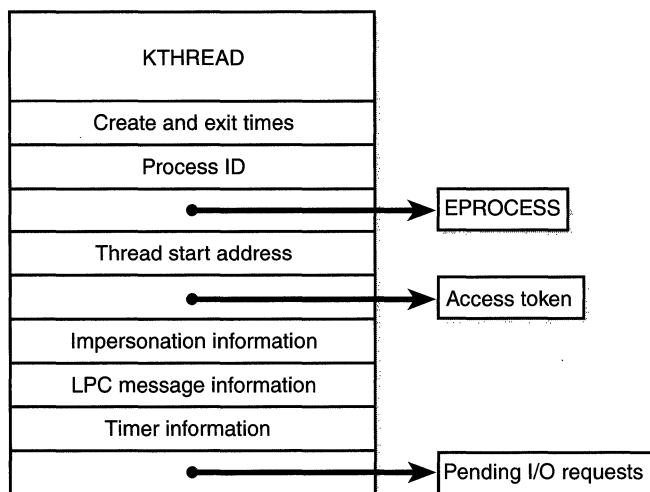 KTHREAD
Create and exit times
Process ID
EPROCESS
Thread start address
Access token
Impersonation information
LPC message information
Timer information
Pending I/O requests